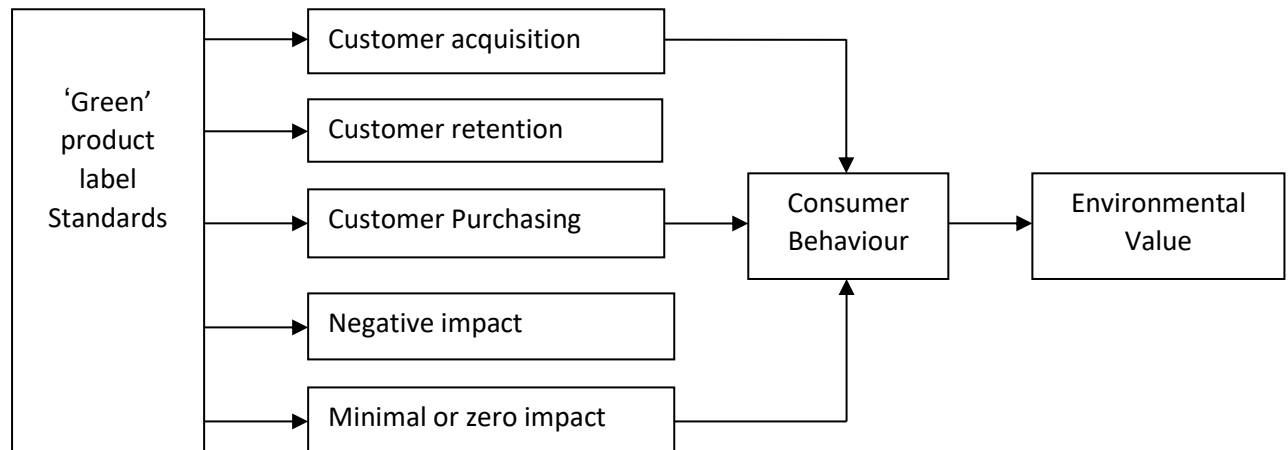 ‘Green’
product
label
Standards
Customer acquisition
Customer retention
Customer Purchasing
Negative impact
Minimal or zero impact
Consumer
Behaviour
Environmental
Value